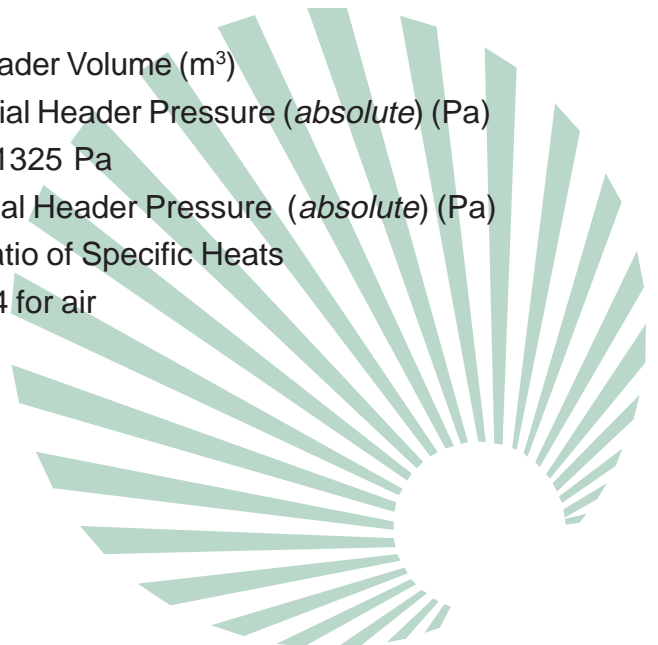 ader Volume (m³)
ial Header Pressure (absolute) (Pa)
1325 Pa
al Header Pressure (absolute) (Pa)
atio of Specific Heats
4 for air